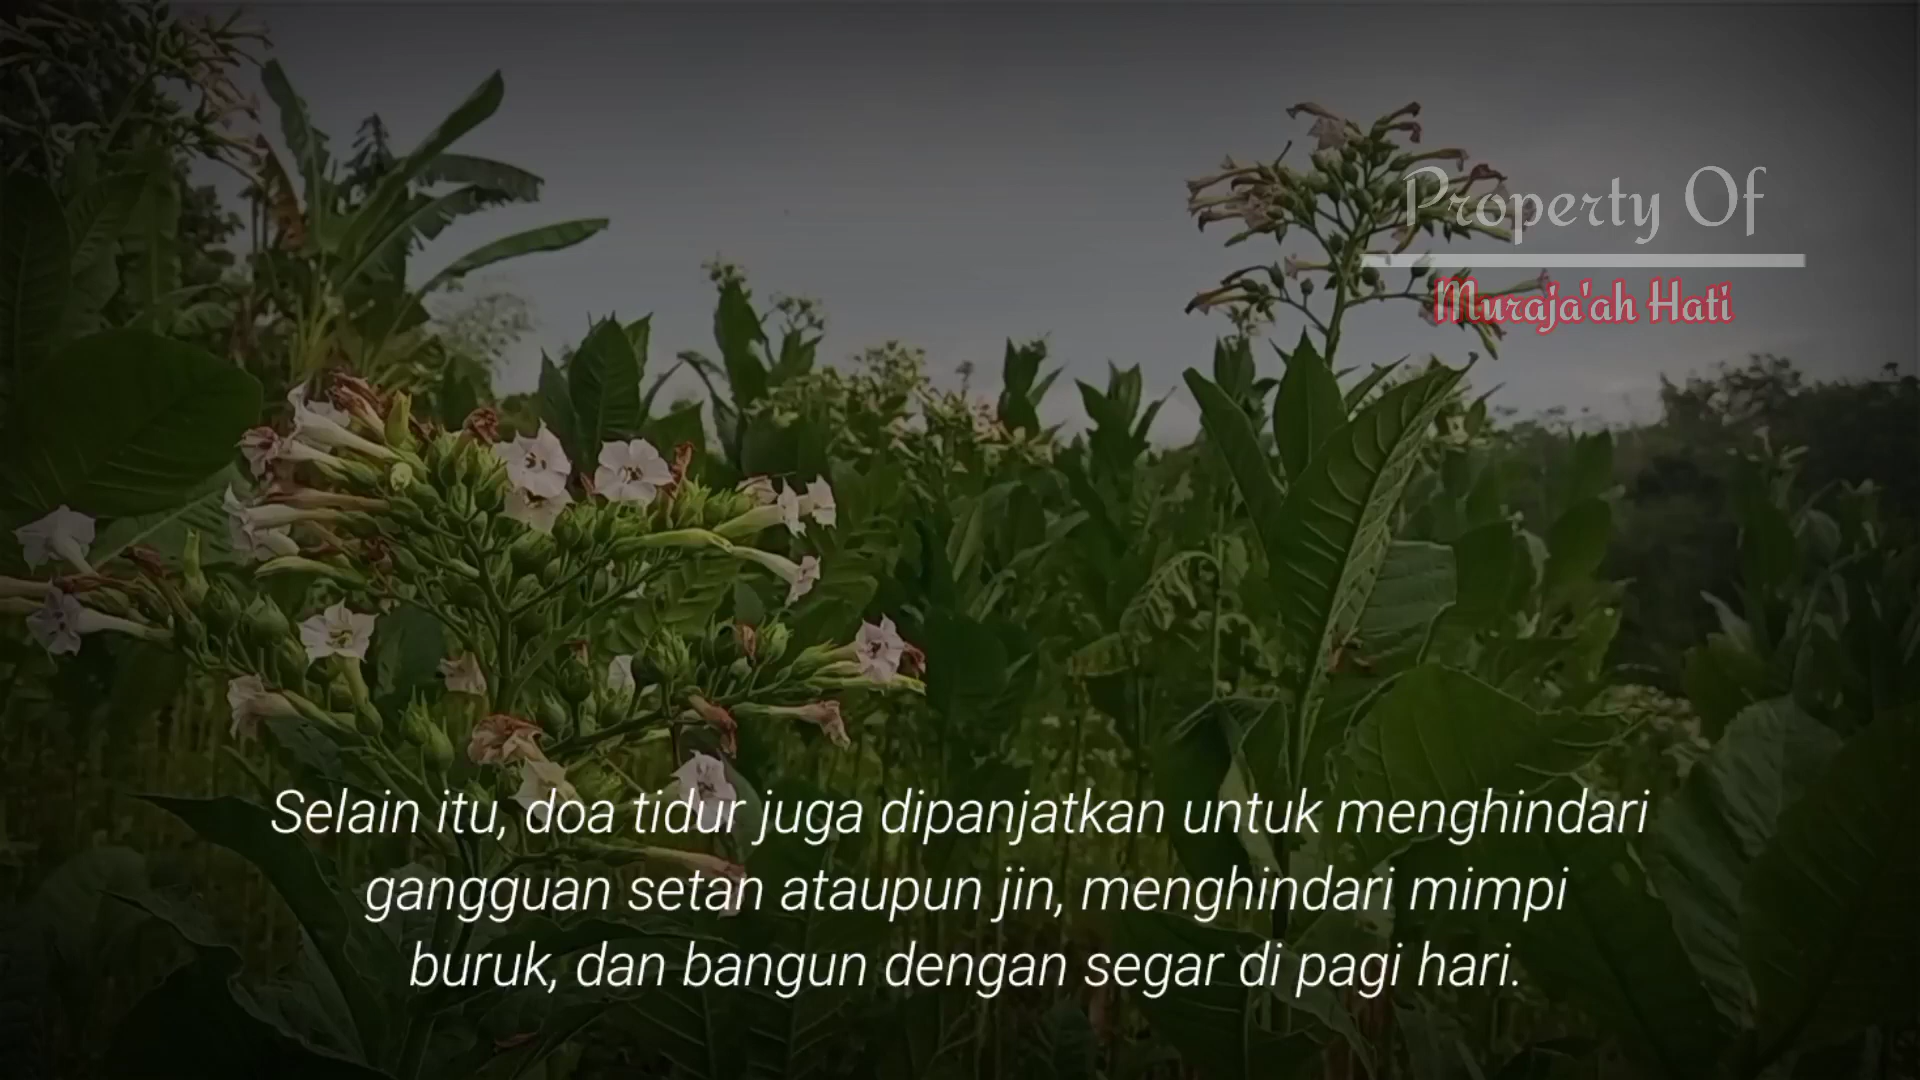 Property Of
Muraja'ah Hati
Selain itu, doa tidur juga dipanjatkan untuk menghindari
gangguan setan ataupun jin, menghindari mimpi
buruk, dan bangun dengan segar di pagi hari.